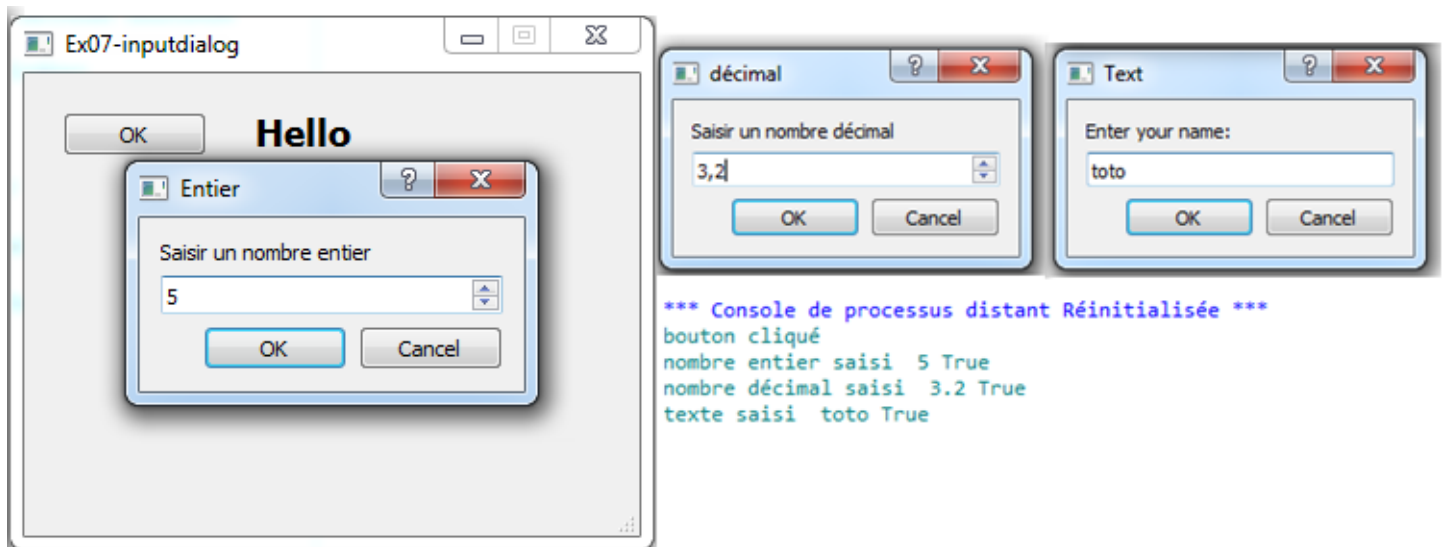 Ex07-inputdialog
OK
Hello
Entier
Saisir un nombre entier
5
OK Cancel
décimal
Saisir un nombre décimal
3,2
OK Cancel
Text
Enter your name:
toto
OK Cancel
*** Console de processus distant Réinitialisée ***
bouton cliqué
nombre entier saisi  5 True
nombre décimal saisi  3.2 True
texte saisi  toto True